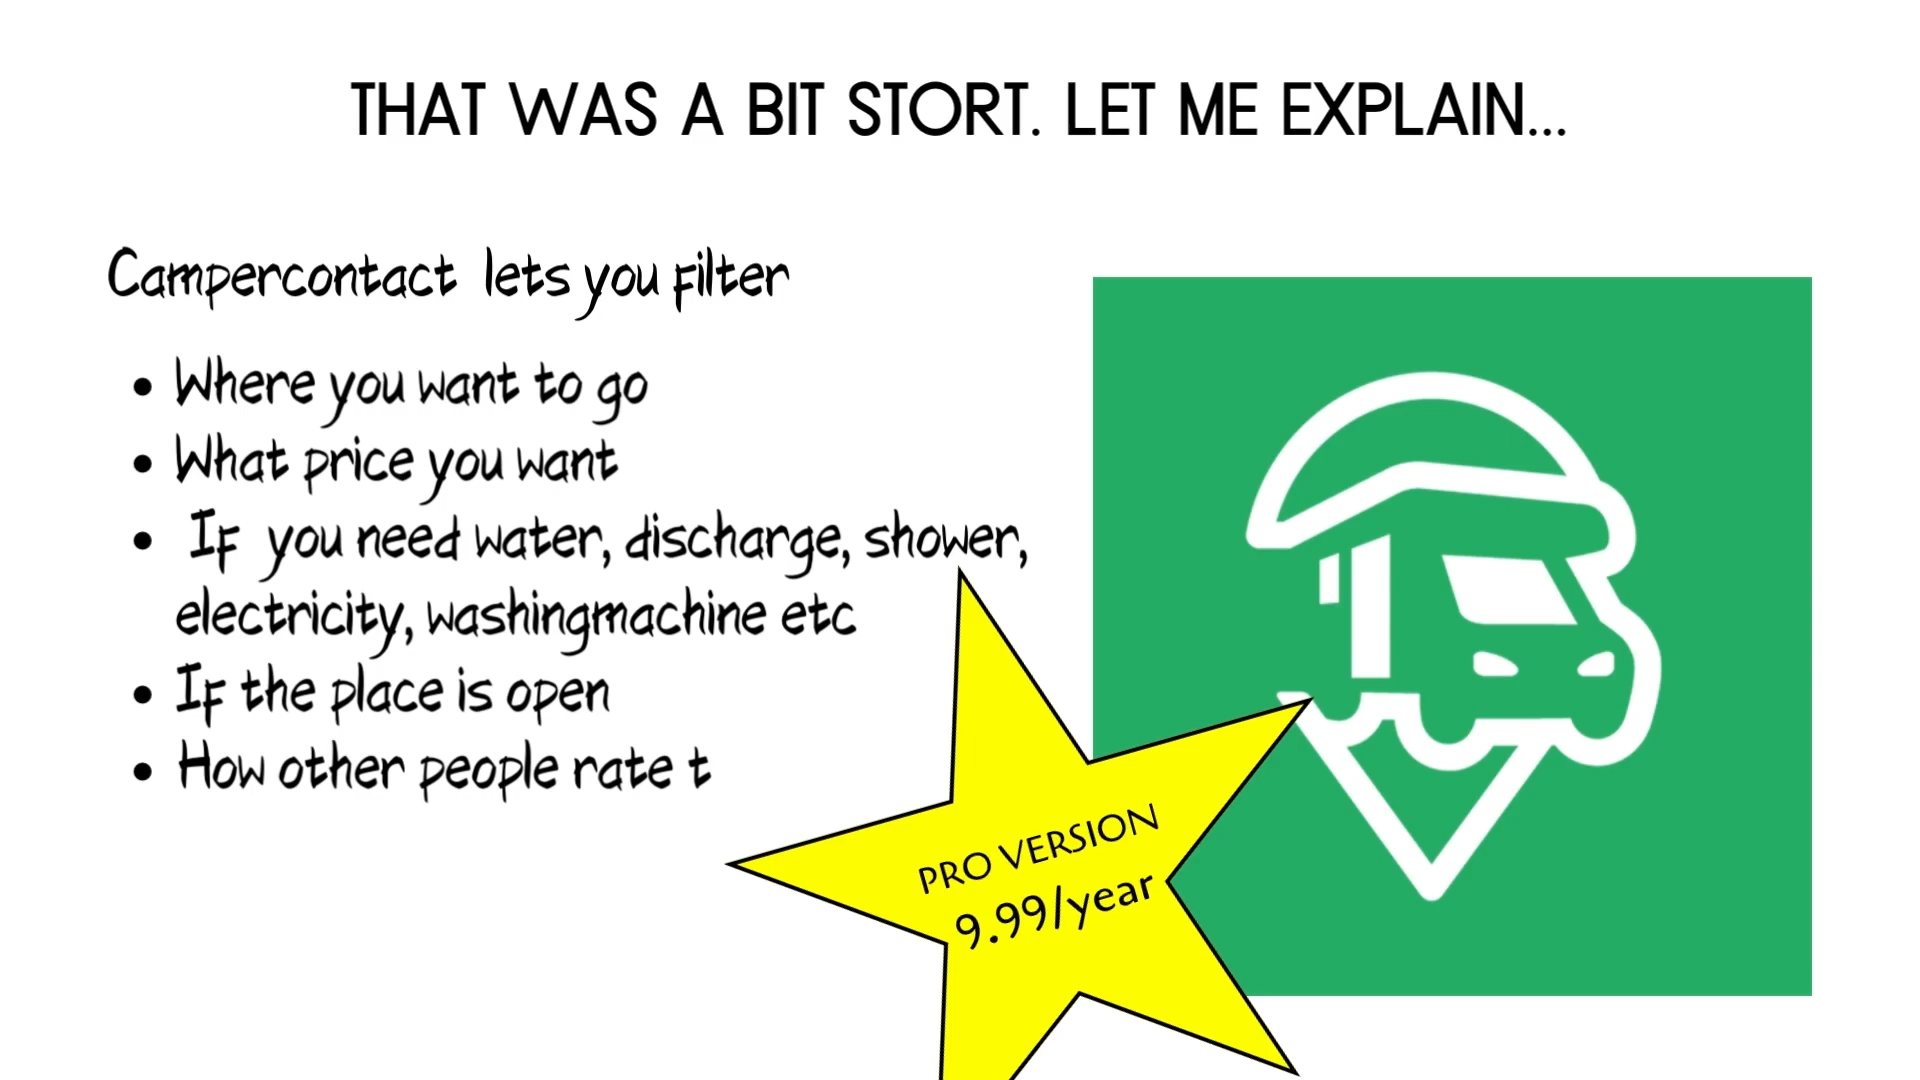 THAT WAS A BIT STORT. LET ME EXPLAIN...
Campercontact lets you filter
• Where you want to go
• What price you want
• If you need water, discharge, shower,
electricity, washingmachine etc
• If the place is open
• How other people rate t
PRO VERSION
9.99/year